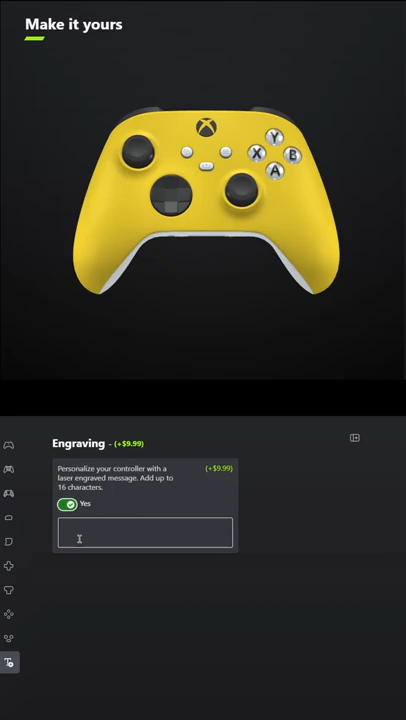 Make it yours
Y
X B
A
Engraving - (+$9.99)
Personalize your controller with a (+$9.99)
laser engraved message. Add up to
16 characters.
Yes